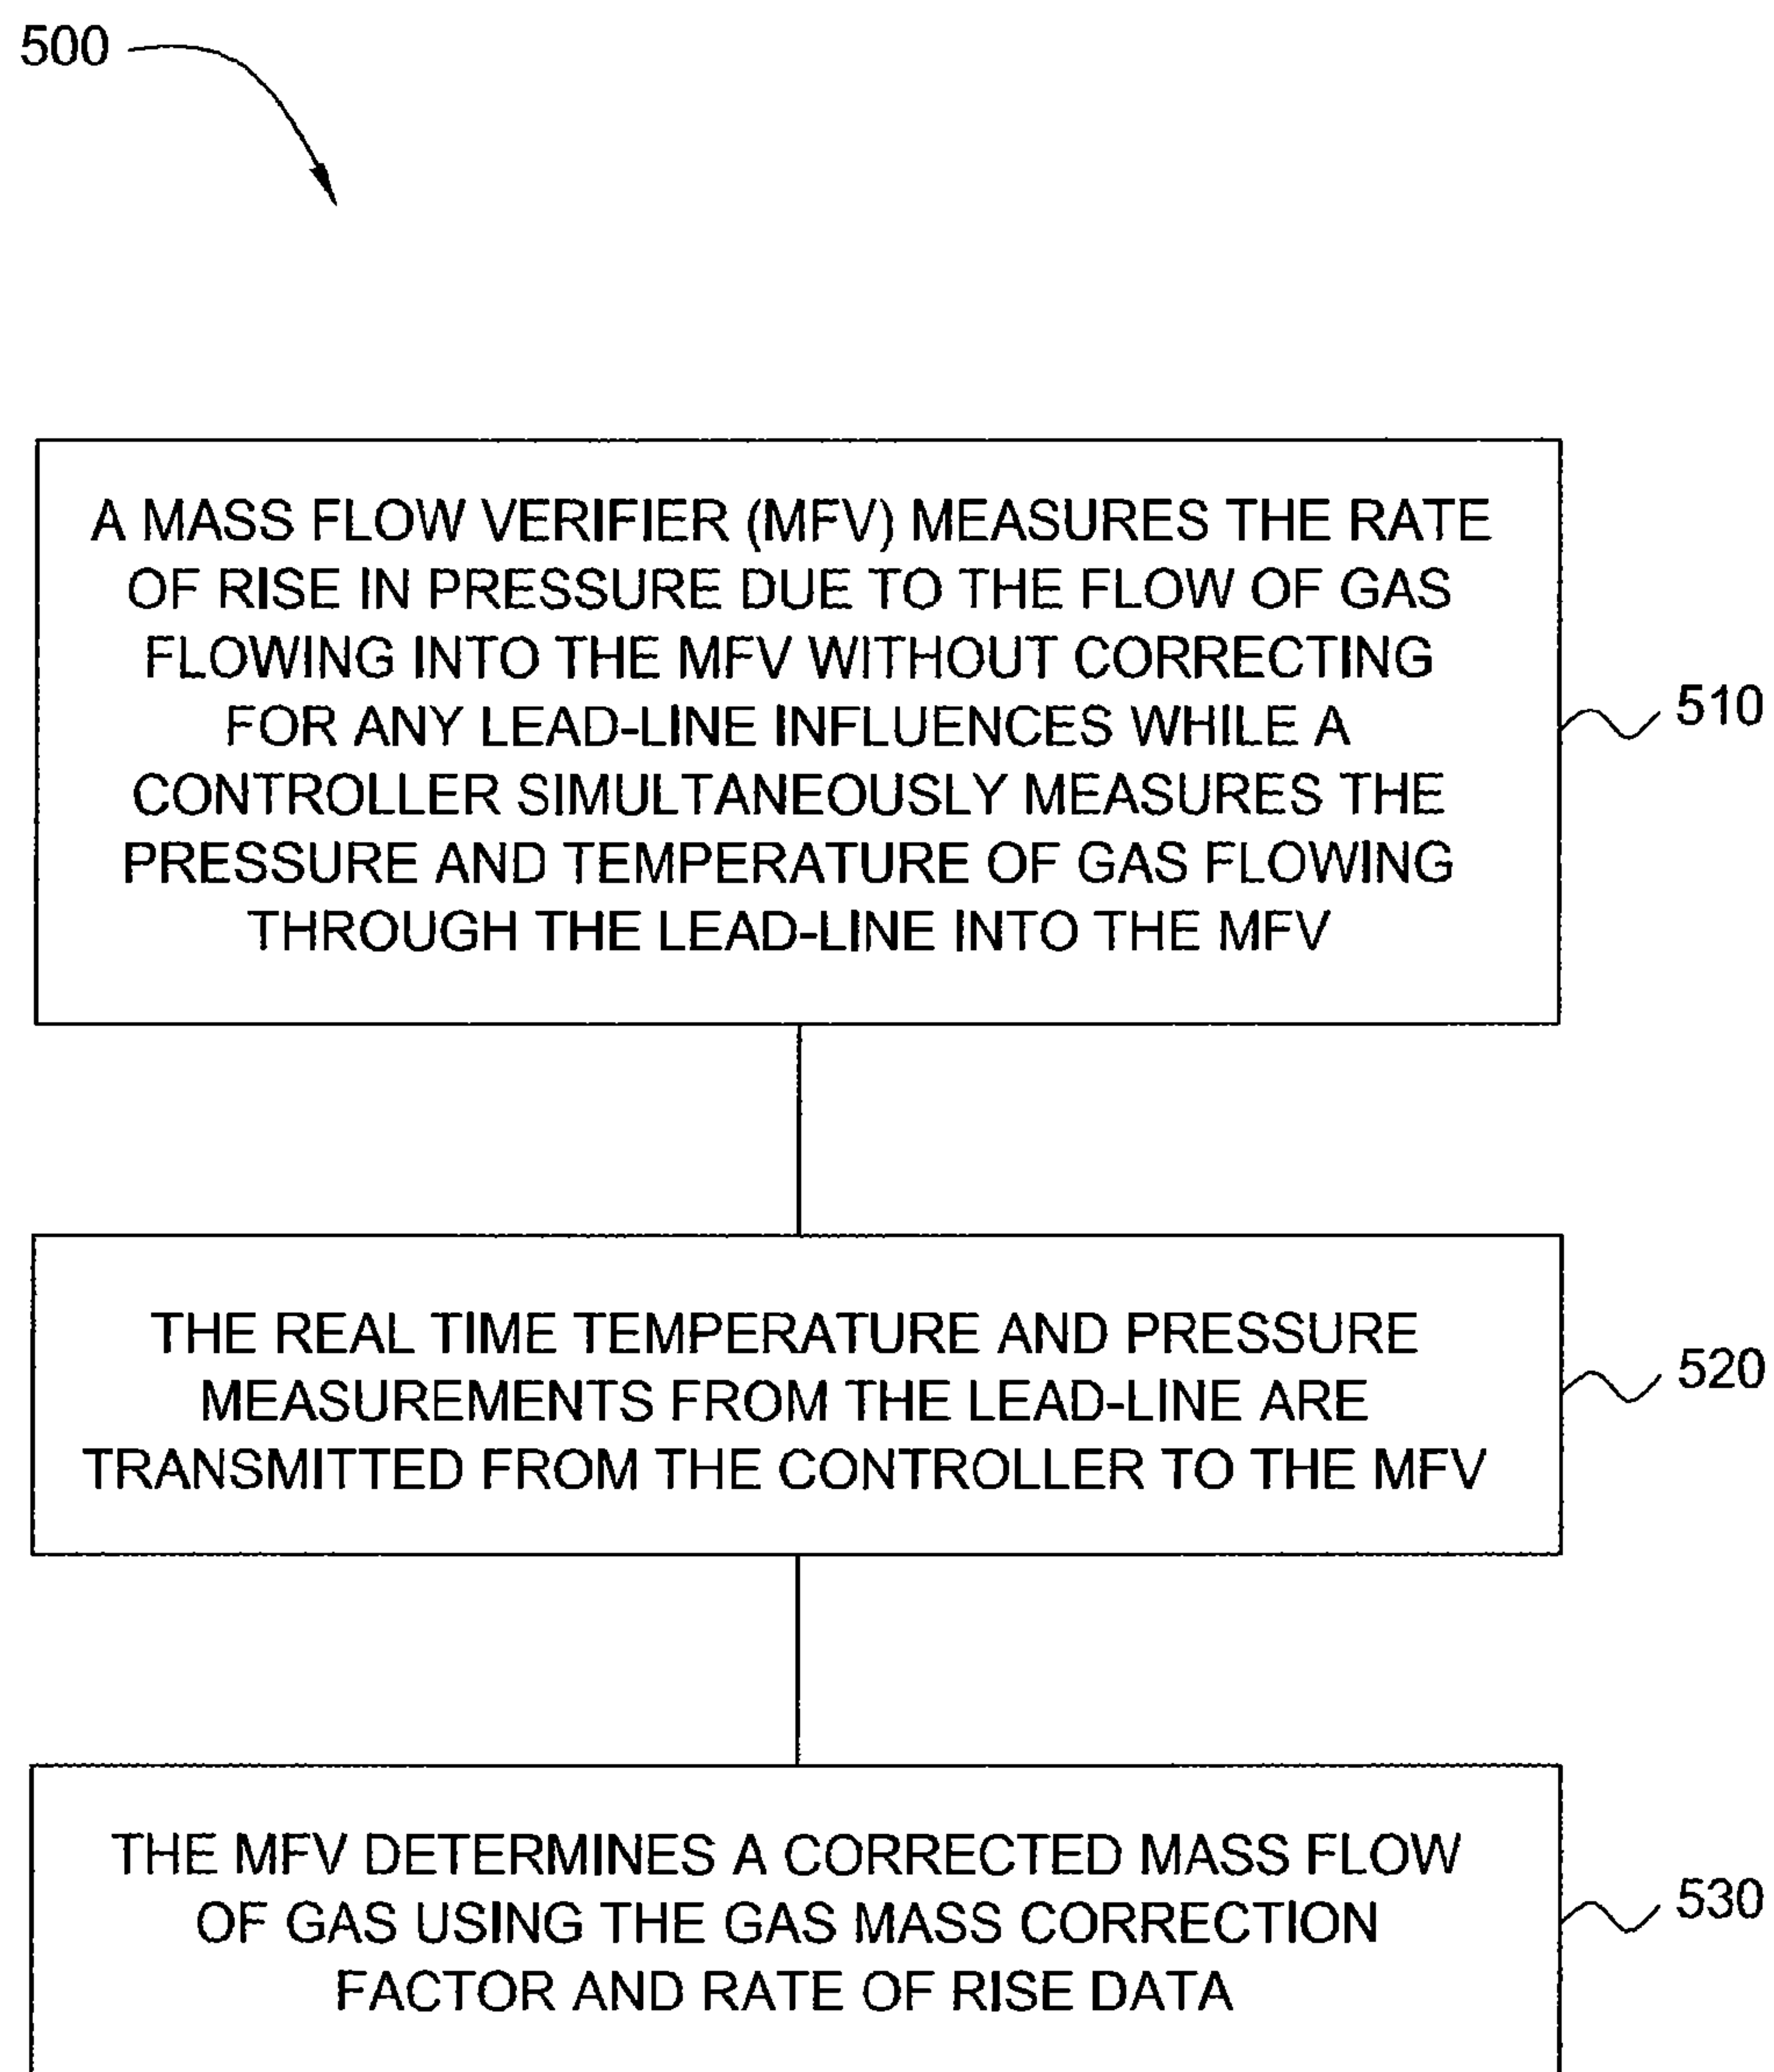 500
A MASS FLOW VERIFIER (MFV) MEASURES THE RATE
OF RISE IN PRESSURE DUE TO THE FLOW OF GAS
FLOWING INTO THE MFV WITHOUT CORRECTING
FOR ANY LEAD-LINE INFLUENCES WHILE A
CONTROLLER SIMULTANEOUSLY MEASURES THE
PRESSURE AND TEMPERATURE OF GAS FLOWING
THROUGH THE LEAD-LINE INTO THE MFV
510
THE REAL TIME TEMPERATURE AND PRESSURE
MEASUREMENTS FROM THE LEAD-LINE ARE
TRANSMITTED FROM THE CONTROLLER TO THE MFV
520
THE MFV DETERMINES A CORRECTED MASS FLOW
OF GAS USING THE GAS MASS CORRECTION
FACTOR AND RATE OF RISE DATA
530